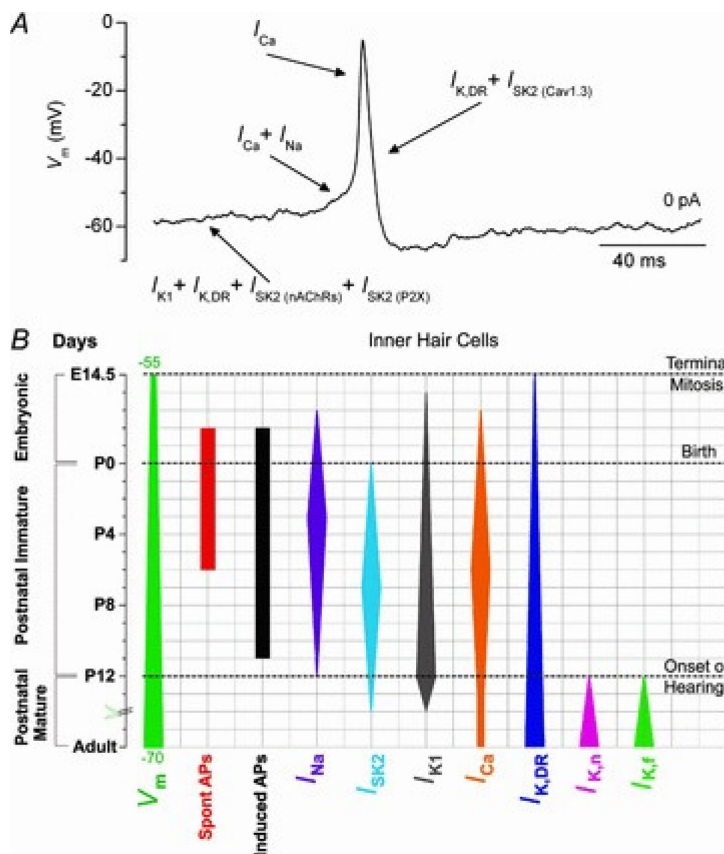 A
0
-20
-40
-60
Vm (mV)
ICa
ICa + INa
IK,DR + ISK2 (Cav1.3)
0 pA
40 ms
IK1 + IK,DR + ISK2 (nAChRs) + ISK2 (P2X)
B Days Inner Hair Cells
-55
E14.5
Termina
Mitosis
Embryonic
P0
Birth
Postnatal Immature
P4
P8
P12
Onset o
Hearing
Postnatal
Mature
Adult
-70
Vm
Spont APs
Induced APs
INa
ISK2
IK1
ICa
IK,DR
IK,n
IK,f